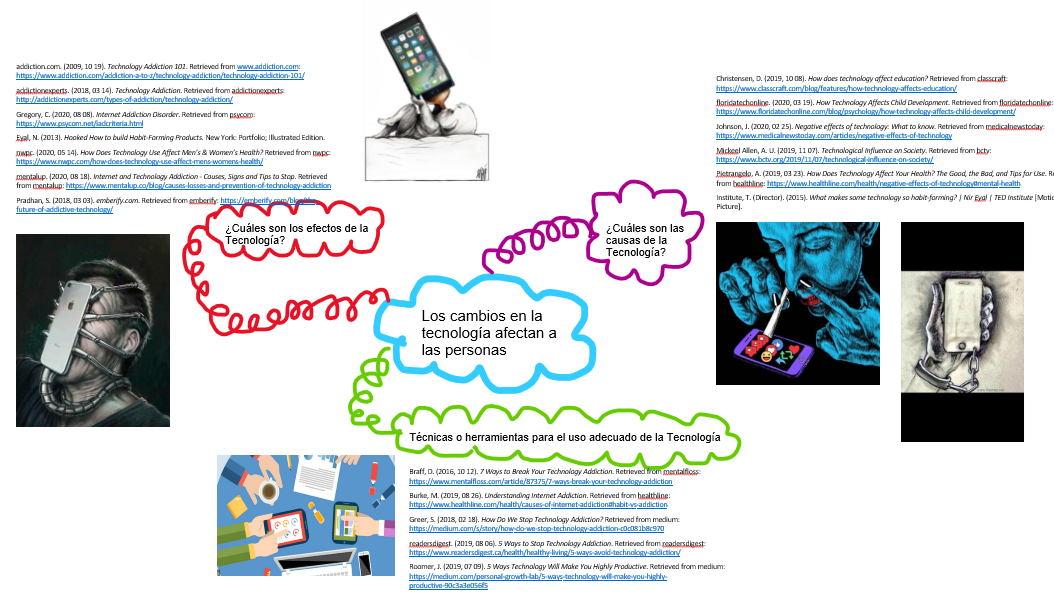 addiction.com. (2009, 10 19). Technology Addiction 101. Retrieved from www.addiction.com:
https://www.addiction.com/addiction-a-to-z/technology-addiction/technology-addiction-101/
addictionexperts. (2018, 03 14). Technology Addiction. Retrieved from addictionexperts:
http://addictionexperts.com/types-of-addiction/technology-addiction/
Gregory, C. (2020, 08 08). Internet Addiction Disorder. Retrieved from psycom:
https://www.psycom.net/iadcriteria.html
Eyal, N. (2013). Hooked How to build Habit-Forming Products. New York: Portfolio; Illustrated Edition.
nwpc. (2020, 05 14). How Does Technology Use Affect Men's & Women's Health? Retrieved from nwpc:
https://www.nwpc.com/how-does-technology-use-affect-mens-womens-health/
mentalup. (2020, 08 18). Internet and Technology Addiction - Causes, Signs and Tips to Stop. Retrieved
from mentalup: https://www.mentalup.co/blog/causes-losses-and-prevention-of-technology-addiction
Pradhan, S. (2018, 03 03). emberify.com. Retrieved from emberify: https://emberify.com/blog/the-
future-of-addictive-technology/
Christensen, D. (2019, 10 08). How does technology affect education? Retrieved from classcraft:
https://www.classcraft.com/blog/features/how-technology-affects-education/
floridatechonline. (2020, 03 19). How Technology Affects Child Development. Retrieved from floridatechonline:
https://www.floridatechonline.com/blog/psychology/how-technology-affects-child-development/
Johnson, J. (2020, 02 25). Negative effects of technology: What to know. Retrieved from medicalnewstoday:
https://www.medicalnewstoday.com/articles/negative-effects-of-technology
Mickeel Allen, A. U. (2019, 11 07). Technological Influence on Society. Retrieved from bctv:
https://www.bctv.org/2019/11/07/technological-influence-on-society/
Pietrangelo, A. (2019, 03 23). How Does Technology Affect Your Health? The Good, the Bad, and Tips for Use. Re
from healthline: https://www.healthline.com/health/negative-effects-of-technology#mental-health
Institute, T. (Director). (2015). What makes some technology so habit-forming? | Nir Eyal | TED Institute [Motio
Picture].
¿Cuáles son los efectos de la
Tecnología?
¿Cuáles son las
causas de la
Tecnología?
Los cambios en la
tecnología afectan a
las personas
Técnicas o herramientas para el uso adecuado de la Tecnología
Braff, D. (2016, 10 12). 7 Ways to Break Your Technology Addiction. Retrieved from mentalfloss:
https://www.mentalfloss.com/article/87375/7-ways-break-your-technology-addiction
Burke, M. (2019, 08 26). Understanding Internet Addiction. Retrieved from healthline:
https://www.healthline.com/health/causes-of-internet-addiction#habit-vs-addiction
Greer, S. (2018, 02 18). How Do We Stop Technology Addiction? Retrieved from medium:
https://medium.com/s/story/how-do-we-stop-technology-addiction-c0c081b8c970
readersdigest. (2019, 08 06). 5 Ways to Stop Technology Addiction. Retrieved from readersdigest:
https://www.readersdigest.ca/health/healthy-living/5-ways-avoid-technology-addiction/
Roomer, J. (2019, 07 09). 5 Ways Technology Will Make You Highly Productive. Retrieved from medium:
https://medium.com/personal-growth-lab/5-ways-technology-will-make-you-highly-
productive-90c3a3e056f5